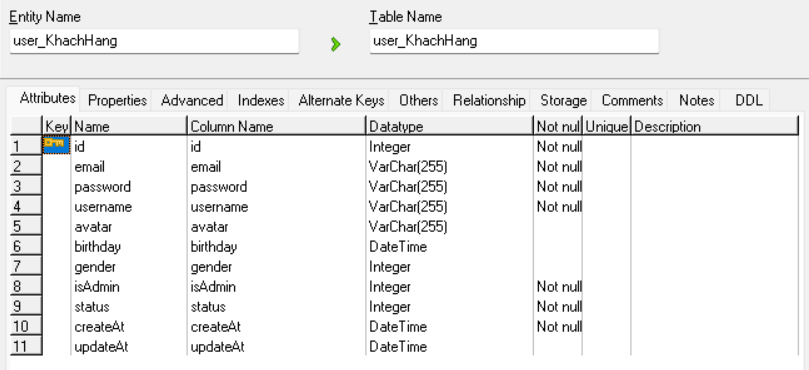 Entity Name Table Name
user_KhachHang user_KhachHang
Attributes Properties Advanced Indexes Alternate Keys Others Relationship Storage Comments Notes DDL
Key Name Column Name Datatype Not nul Unique Description
1 id id Integer Not null
2 email email VarChar(255) Not null
3 password password VarChar(255) Not null
4 username username VarChar(255) Not null
5 avatar avatar VarChar(255)
6 birthday birthday DateTime
7 gender gender Integer
8 isAdmin isAdmin Integer Not null
9 status status Integer Not null
10 createAt createAt DateTime Not null
11 updateAt updateAt DateTime